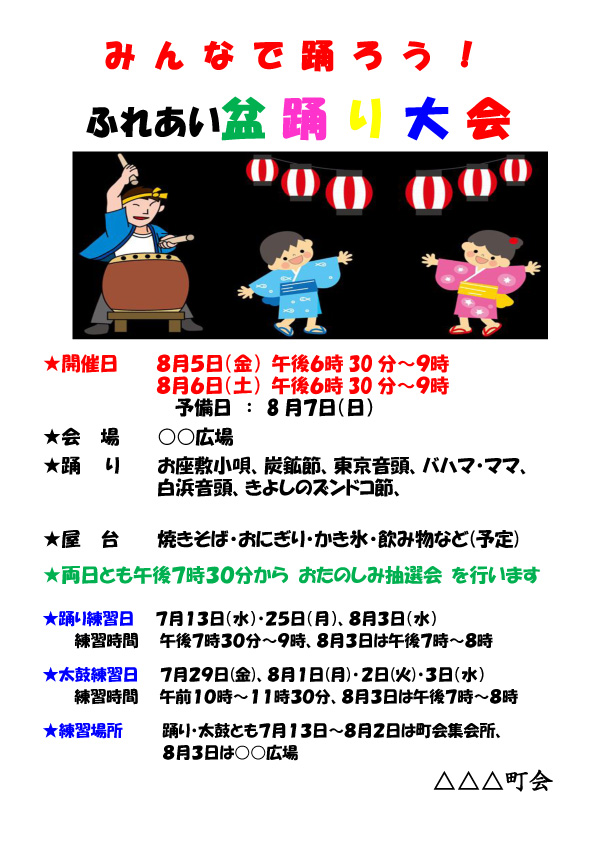 みんなで踊ろう！
ふれあい盆踊り大会
★開催日　8月5日(金)　午後6時30分～9時
8月6日(土)　午後6時30分～9時
予備日　：　8月7日(日)
★会　場　○○広場
★踊　り　お座敷小唄、炭鉱節、東京音頭、バハマ・ママ、
白浜音頭、きよしのズンドコ節、
★屋　台　焼きそば・おにぎり・かき氷・飲み物など(予定)
★両日とも午後7時30分から　おたのしみ抽選会　を行います
★踊り練習日　7月13日(水)・25日(月)、8月3日(水)
練習時間　午後7時30分～9時、8月3日は午後7時～8時
★太鼓練習日　7月29日(金)、8月1日(月)・2日(火)・3日(水)
練習時間　午前10時～11時30分、8月3日は午後7時～8時
★練習場所　踊り・太鼓とも7月13日～8月2日は町会集会所、
8月3日は○○広場
△△△町会